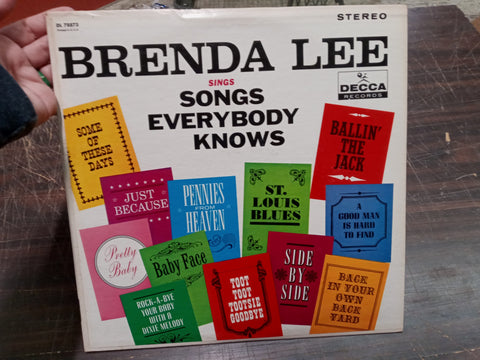 DL 74873
STEREO
BRENDA LEE
SINGS
SONGS
EVERYBODY
KNOWS
DECCA
RECORDS
SOME
OF
THESE
DAYS
BALLIN'
THE
JACK
JUST
BECAUSE
PENNIES
FROM
HEAVEN
ST.
LOUIS
BLUES
A
GOOD MAN
IS HARD
TO FIND
Pretty
Baby
Baby Face
SIDE
BY
SIDE
ROCK-A-BYE
YOUR BABY
WITH A
DIXIE MELODY
TOOT
TOOT
TOOTSIE
GOODBYE
BACK
IN YOUR
OWN
BACK
YARD